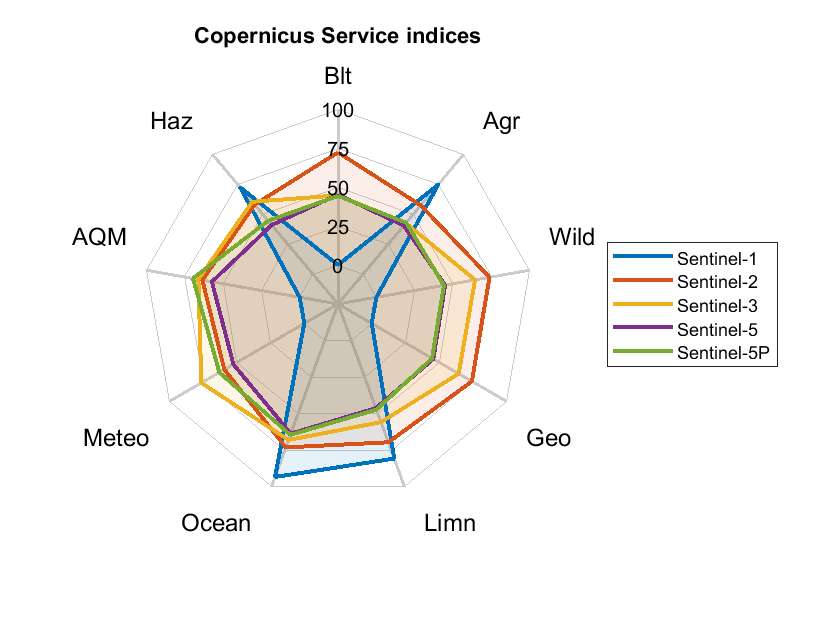 Copernicus Service indices
Blt
Haz
100
Agr
75
50
25
0
AQM
Wild
Sentinel-1
Sentinel-2
Sentinel-3
Sentinel-5
Sentinel-5P
Meteo
Geo
Ocean
Limn